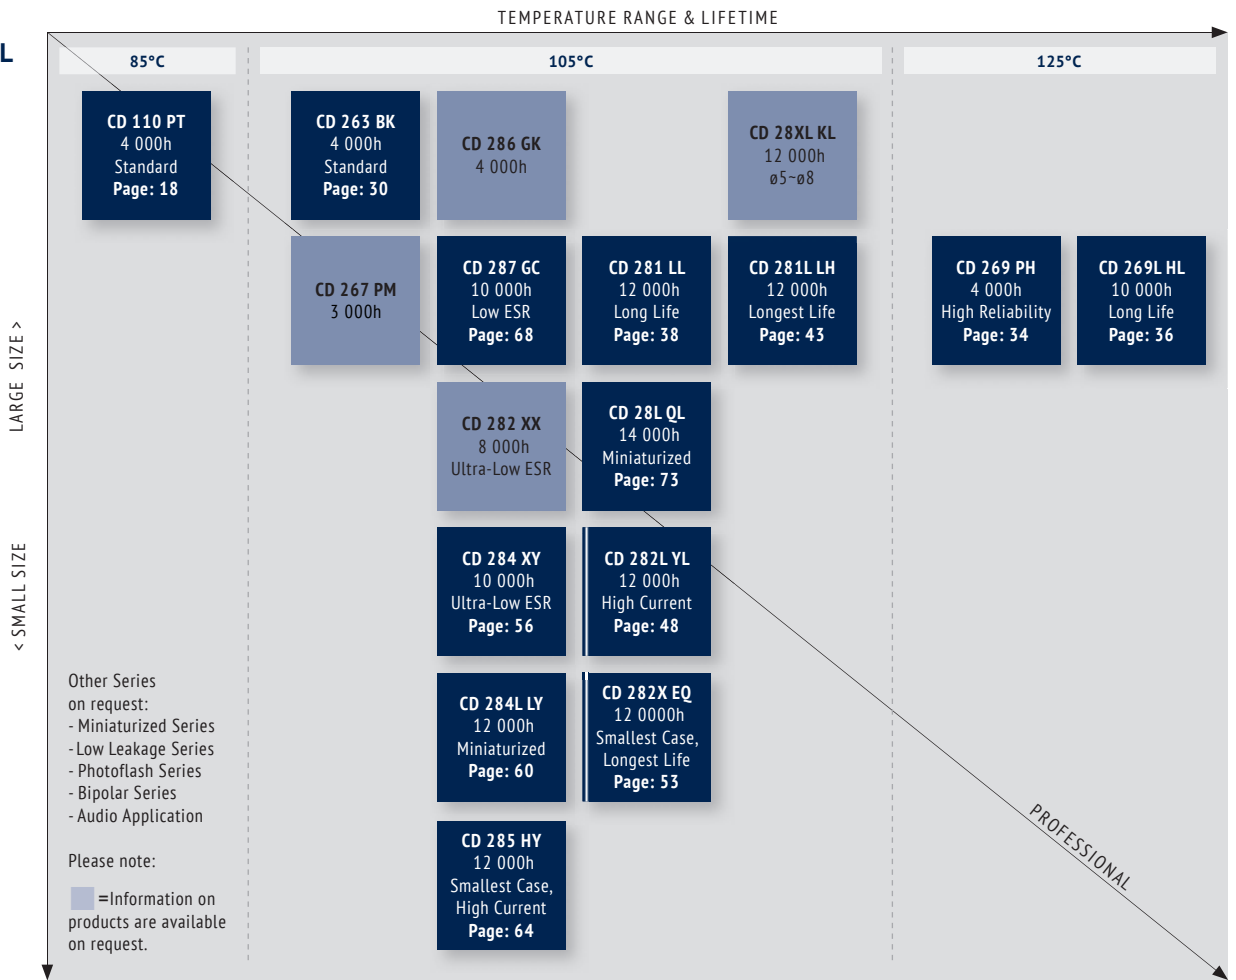 TEMPERATURE RANGE & LIFETIME
L
85°C
105°C
125°C
CD 110 PT
4 000h
Standard
Page: 18
CD 263 BK
4 000h
Standard
Page: 30
CD 286 GK
4 000h
CD 28XL KL
12 000h
ø5~ø8
CD 267 PM
3 000h
CD 287 GC
10 000h
Low ESR
Page: 68
CD 281 LL
12 000h
Long Life
Page: 38
CD 281L LH
12 000h
Longest Life
Page: 43
CD 269 PH
4 000h
High Reliability
Page: 34
CD 269L HL
10 000h
Long Life
Page: 36
LARGE SIZE >
CD 282 XX
8 000h
Ultra-Low ESR
CD 28L QL
14 000h
Miniaturized
Page: 73
< SMALL SIZE
CD 284 XY
10 000h
Ultra-Low ESR
Page: 56
CD 282L YL
12 000h
High Current
Page: 48
CD 284L LY
12 000h
Miniaturized
Page: 60
CD 282X EQ
12 0000h
Smallest Case,
Longest Life
Page: 53
CD 285 HY
12 000h
Smallest Case,
High Current
Page: 64
Other Series
on request:
- Miniaturized Series
- Low Leakage Series
- Photoflash Series
- Bipolar Series
- Audio Application
Please note:
=Information on
products are available
on request.
PROFESSIONAL